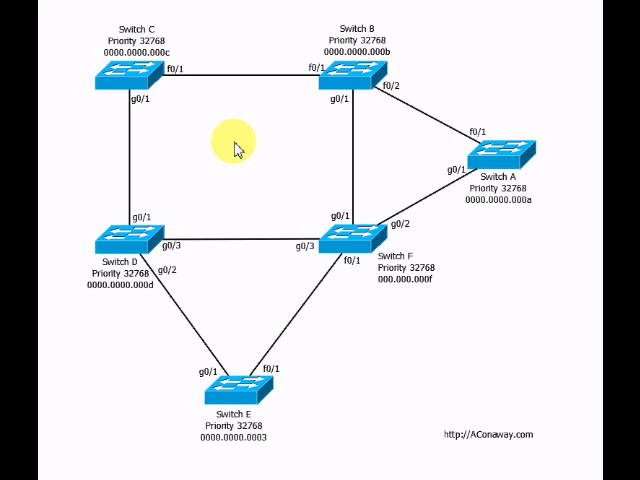 Switch C
Priority 32768
0000.0000.000c
Switch B
Priority 32768
0000.0000.000b
f0/1
f0/1
g0/1
g0/1
f0/2
f0/1
g0/1
Switch A
Priority 32768
0000.0000.000a
g0/1
g0/1
g0/2
g0/3
g0/3
Switch D
Priority 32768
0000.0000.000d
g0/2
f0/1
Switch F
Priority 32768
000.000.000f
g0/1
f0/1
Switch E
Priority 32768
0000.0000.0003
http://AConaway.com